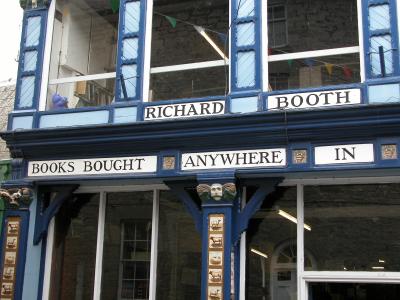 RICHARD BOOTH
BOOKS BOUGHT ANYWHERE IN